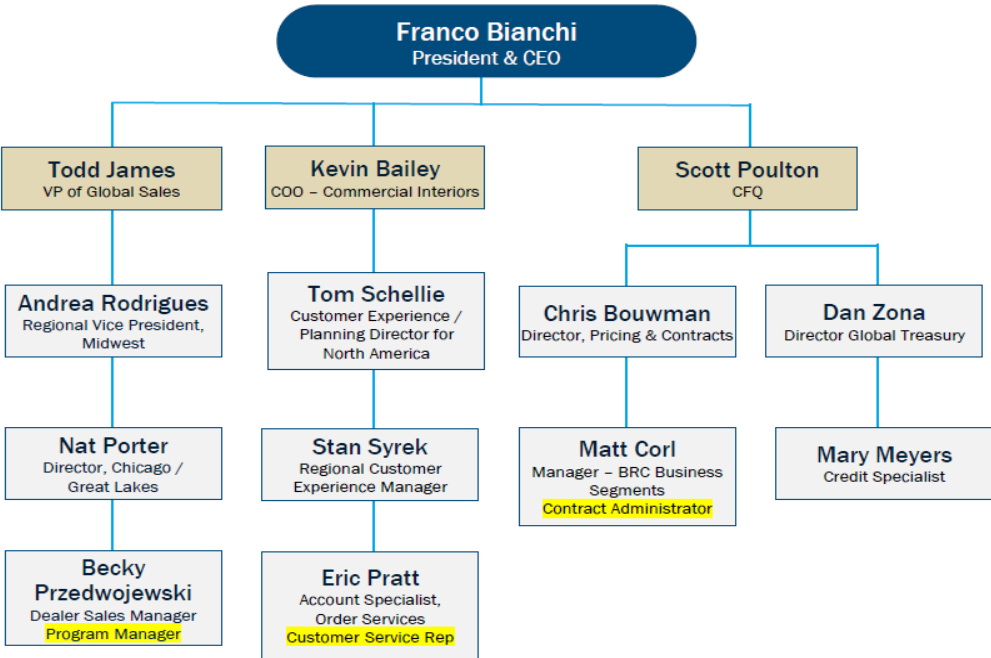 Franco Bianchi
President & CEO
Todd James
VP of Global Sales
Kevin Bailey
COO – Commercial Interiors
Scott Poulton
CFQ
Andrea Rodrigues
Regional Vice President,
Midwest
Tom Schellie
Customer Experience /
Planning Director for
North America
Chris Bouwman
Director, Pricing & Contracts
Dan Zona
Director Global Treasury
Nat Porter
Director, Chicago /
Great Lakes
Stan Syrek
Regional Customer
Experience Manager
Matt Corl
Manager – BRC Business
Segments
Contract Administrator
Mary Meyers
Credit Specialist
Becky
Przedwojewski
Dealer Sales Manager
Program Manager
Eric Pratt
Account Specialist,
Order Services
Customer Service Rep